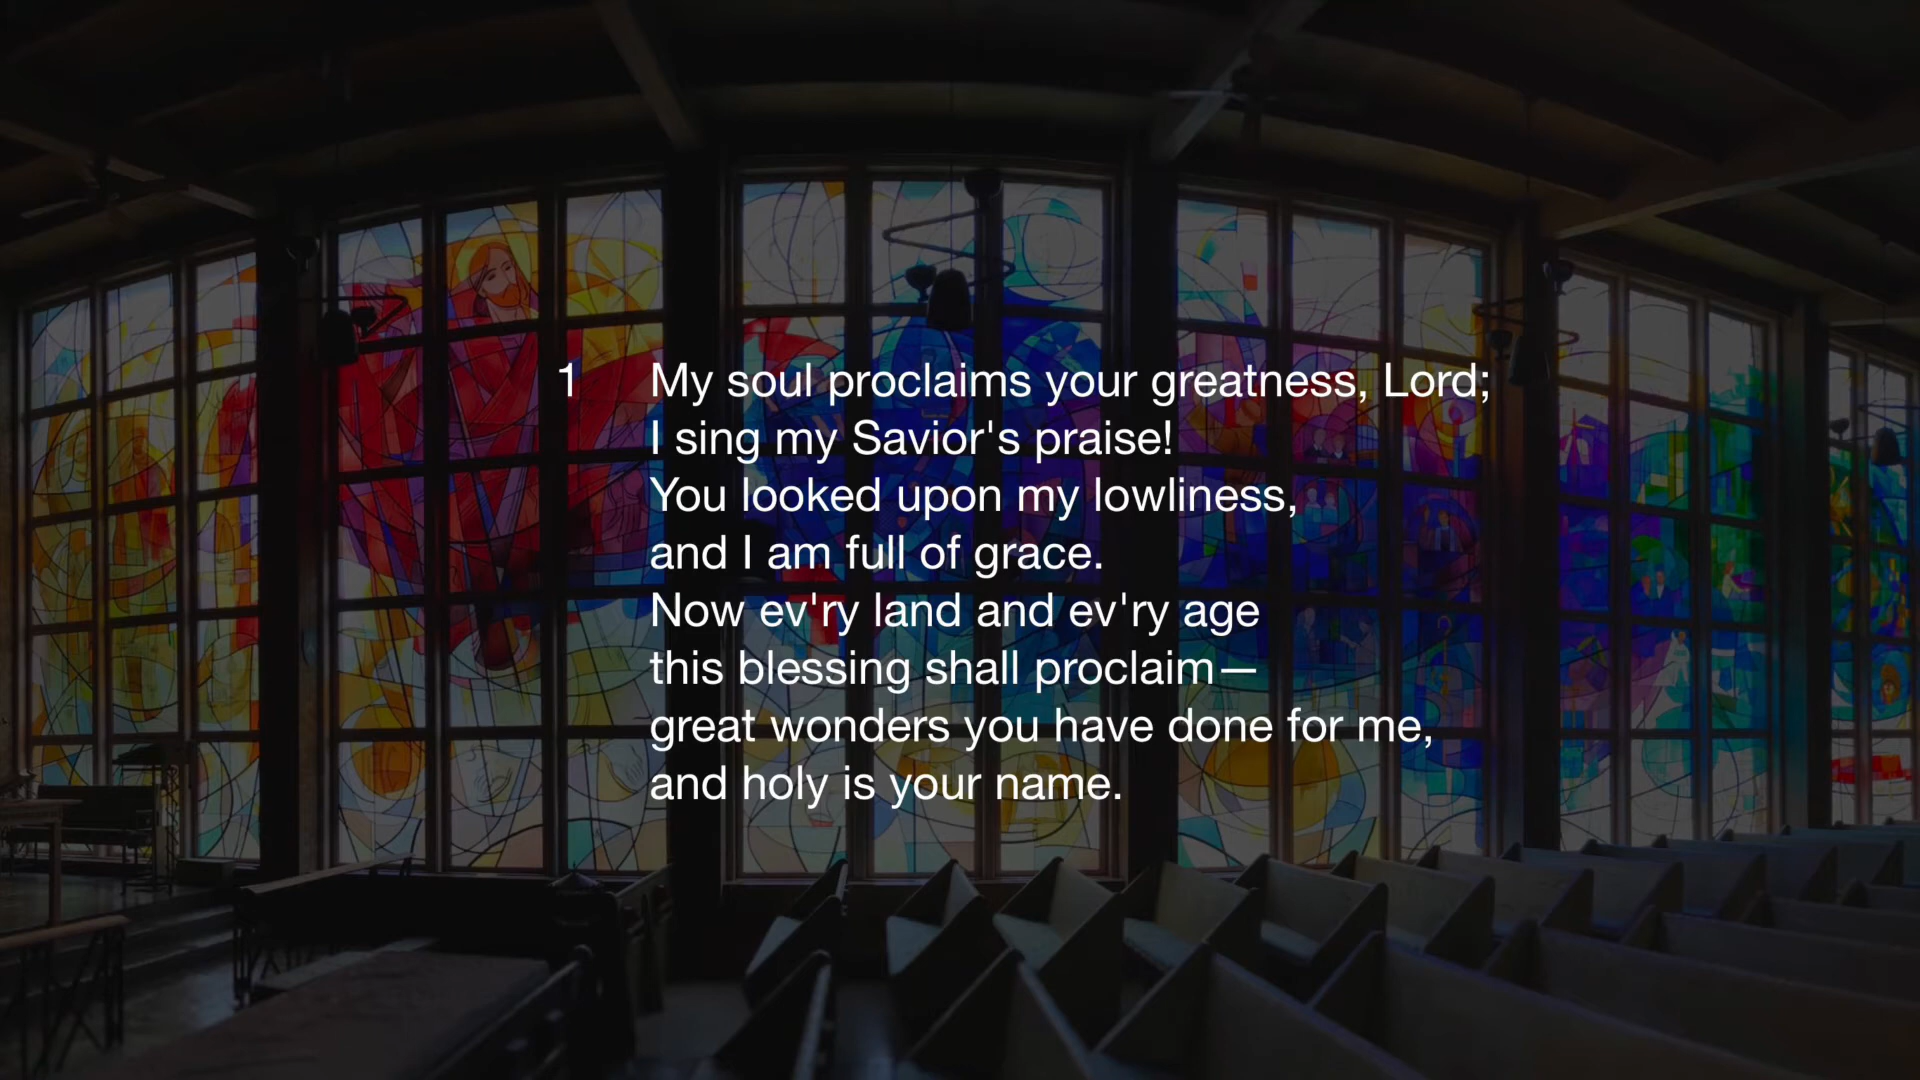 1 My soul proclaims your greatness, Lord;
I sing my Savior's praise!
You looked upon my lowliness,
and I am full of grace.
Now ev'ry land and ev'ry age
this blessing shall proclaim—
great wonders you have done for me,
and holy is your name.